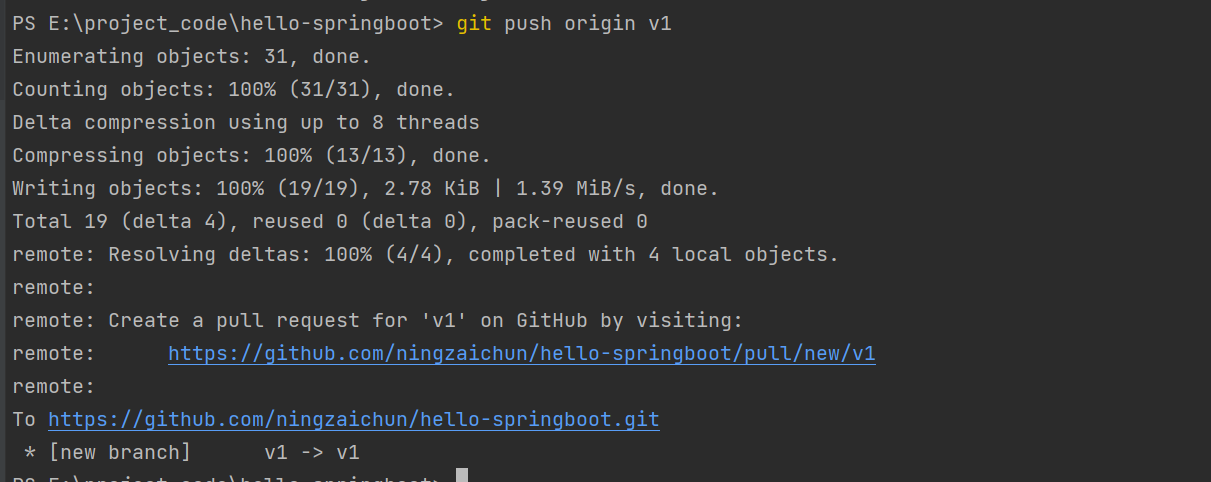 PS E:\project_code\hello-springboot> git push origin v1
Enumerating objects: 31, done.
Counting objects: 100% (31/31), done.
Delta compression using up to 8 threads
Compressing objects: 100% (13/13), done.
Writing objects: 100% (19/19), 2.78 KiB | 1.39 MiB/s, done.
Total 19 (delta 4), reused 0 (delta 0), pack-reused 0
remote: Resolving deltas: 100% (4/4), completed with 4 local objects.
remote:
remote: Create a pull request for 'v1' on GitHub by visiting:
remote:      https://github.com/ningzaichun/hello-springboot/pull/new/v1
remote:
To https://github.com/ningzaichun/hello-springboot.git
 * [new branch]      v1 -> v1
PS E:\project_code\hello-springboot>